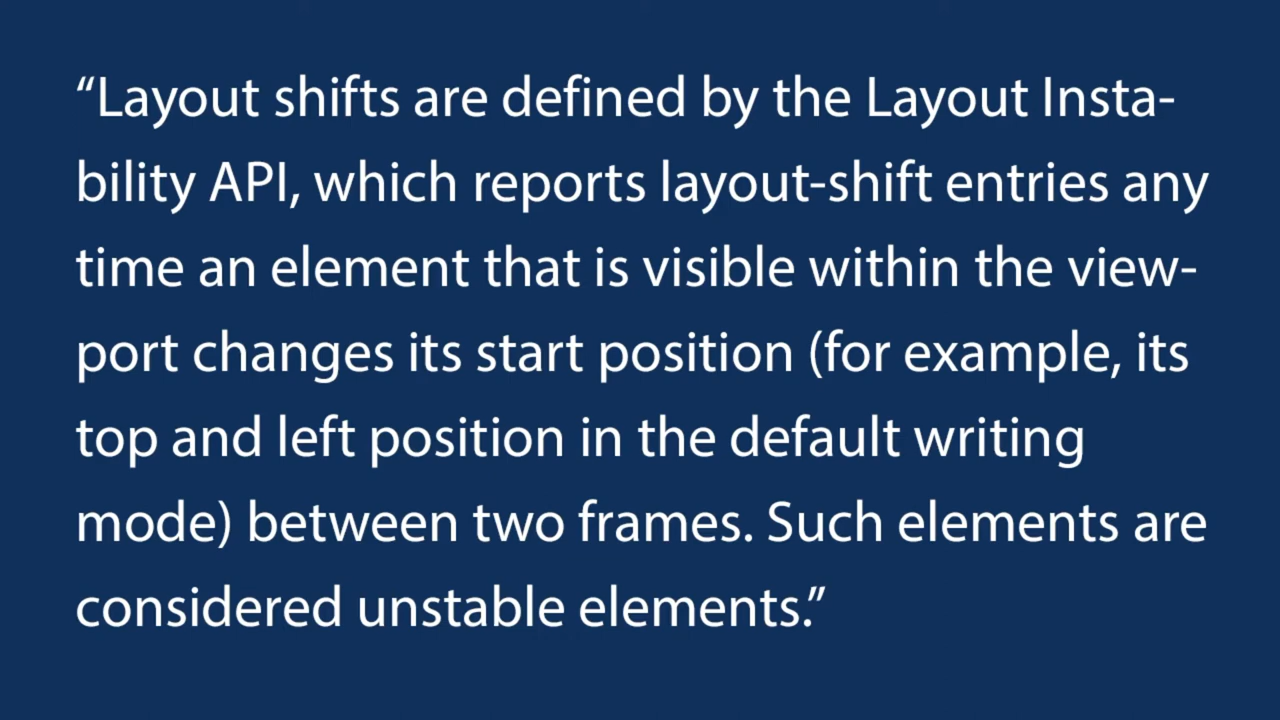 “Layout shifts are defined by the Layout Insta-
bility API, which reports layout-shift entries any
time an element that is visible within the view-
port changes its start position (for example, its
top and left position in the default writing
mode) between two frames. Such elements are
considered unstable elements.”